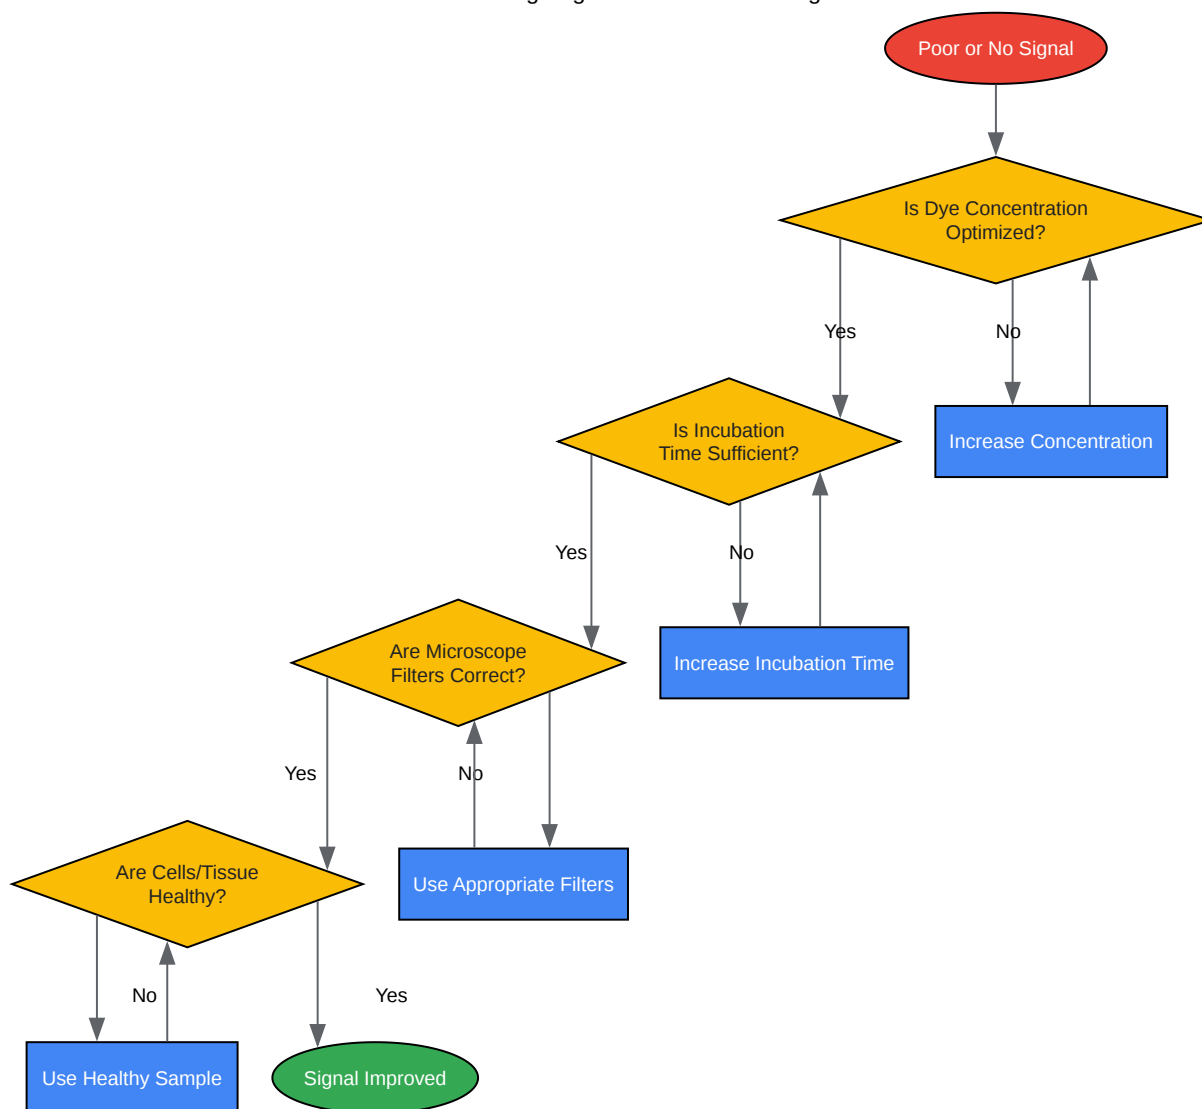 Poor or No Signal
Is Dye Concentration
Optimized?
Yes
No
Is Incubation
Time Sufficient?
Increase Concentration
Yes
No
Are Microscope
Filters Correct?
Increase Incubation Time
Yes
No
Are Cells/Tissue
Healthy?
Use Appropriate Filters
No
Yes
Use Healthy Sample
Signal Improved